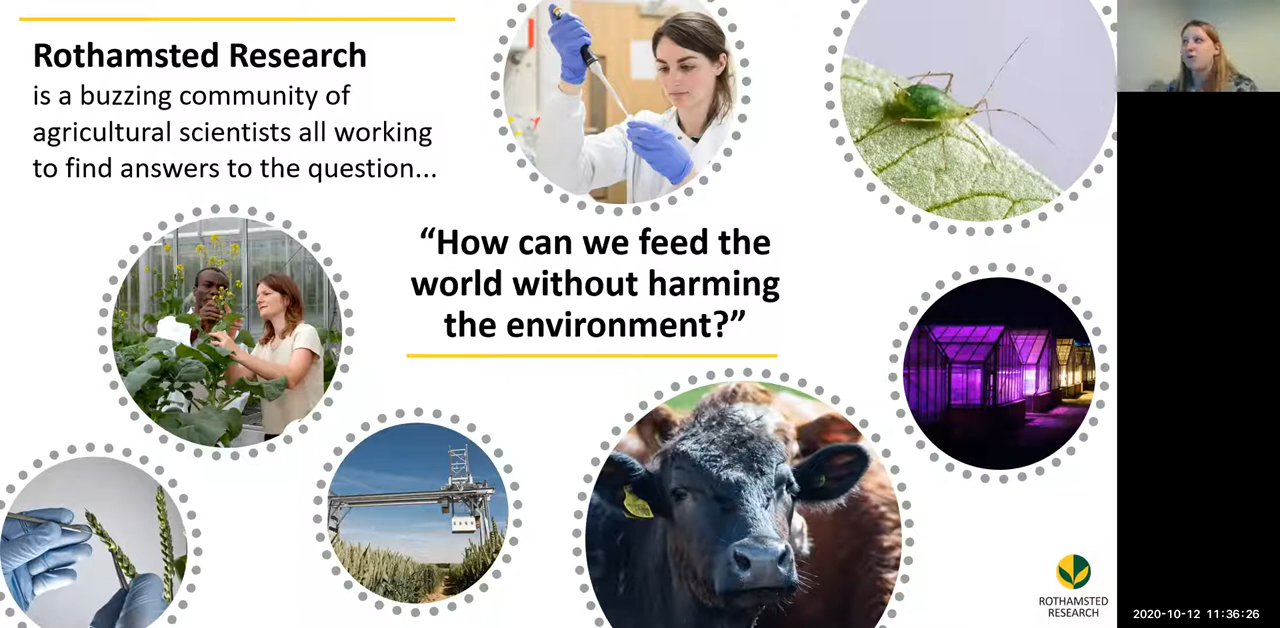 Rothamsted Research
is a buzzing community of
agricultural scientists all working
to find answers to the question...
“How can we feed the
world without harming
the environment?”
ROTHAMSTED
RESEARCH
2020-10-12 11:36:26